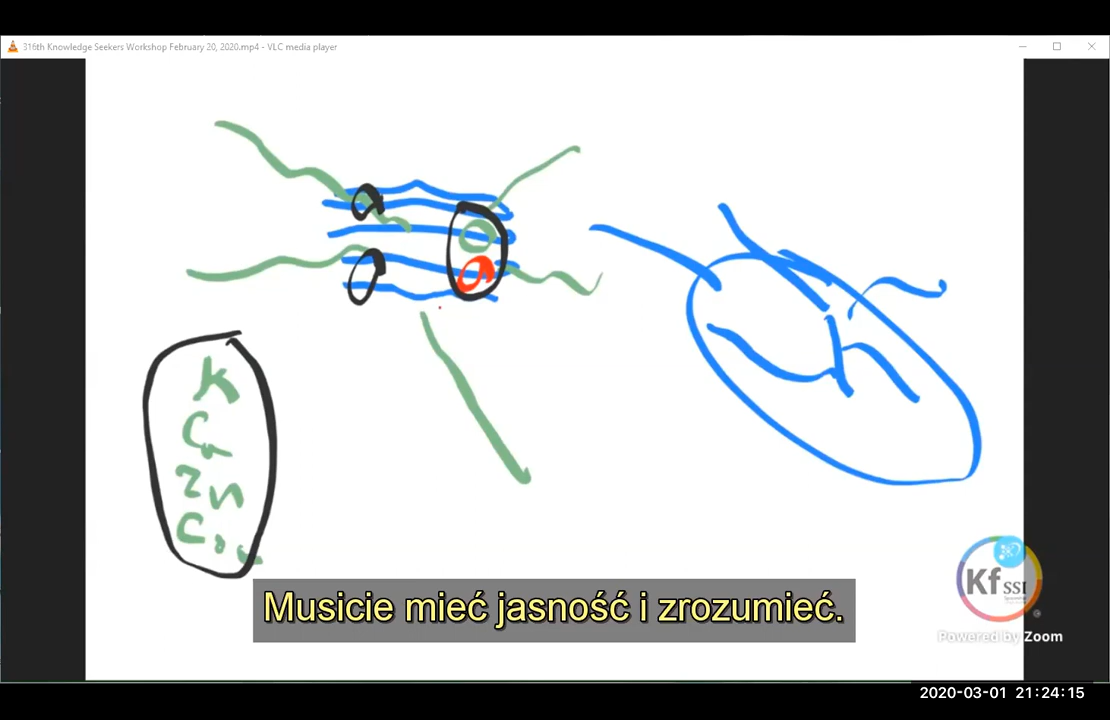 316th Knowledge Seekers Workshop February 20, 2020.mp4 - VLC media player
K
Zn
Musicie mieć jasność i zrozumieć.
Kf SSI
Powered by Zoom
2020-03-01 21:24:15